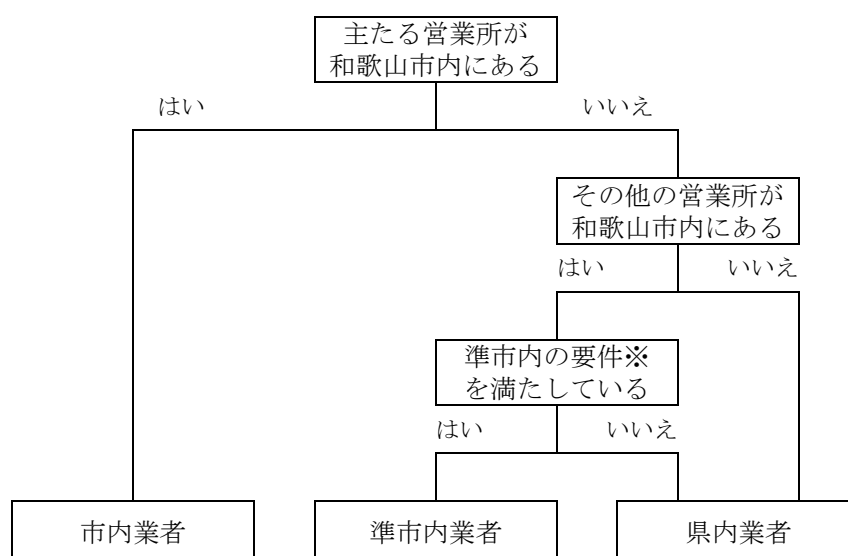 主たる営業所が
和歌山市内にある
はい
いいえ
その他の営業所が
和歌山市内にある
はい
いいえ
準市内の要件※
を満たしている
はい
いいえ
市内業者
準市内業者
県内業者